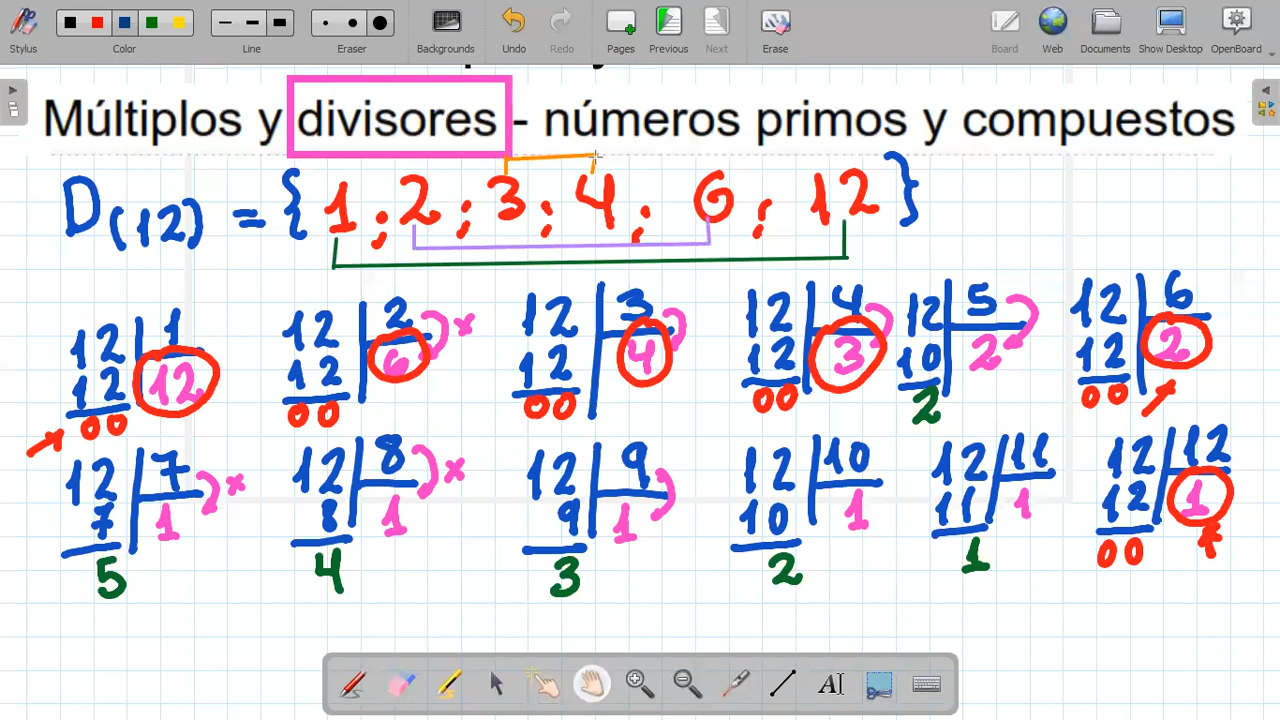 Stylus Color Line Eraser Backgrounds Undo Redo Pages Previous Next Erase Board Web Documents Show Desktop OpenBoard
Múltiplos y divisores - números primos y compuestos
D(12) = {1 ; 2 ; 3 ; 4 ; 6 ; 12}
12 1 12 2 12 3 12 4 12 5 12 6
12 12 12 6 12 4 12 3 10 2 12 2
00 00 00 00 2 00
12 7 12 8 12 9 12 10 12 11 12 12
7 1 8 1 9 1 10 1 11 1 12 1
5 4 3 2 1 00